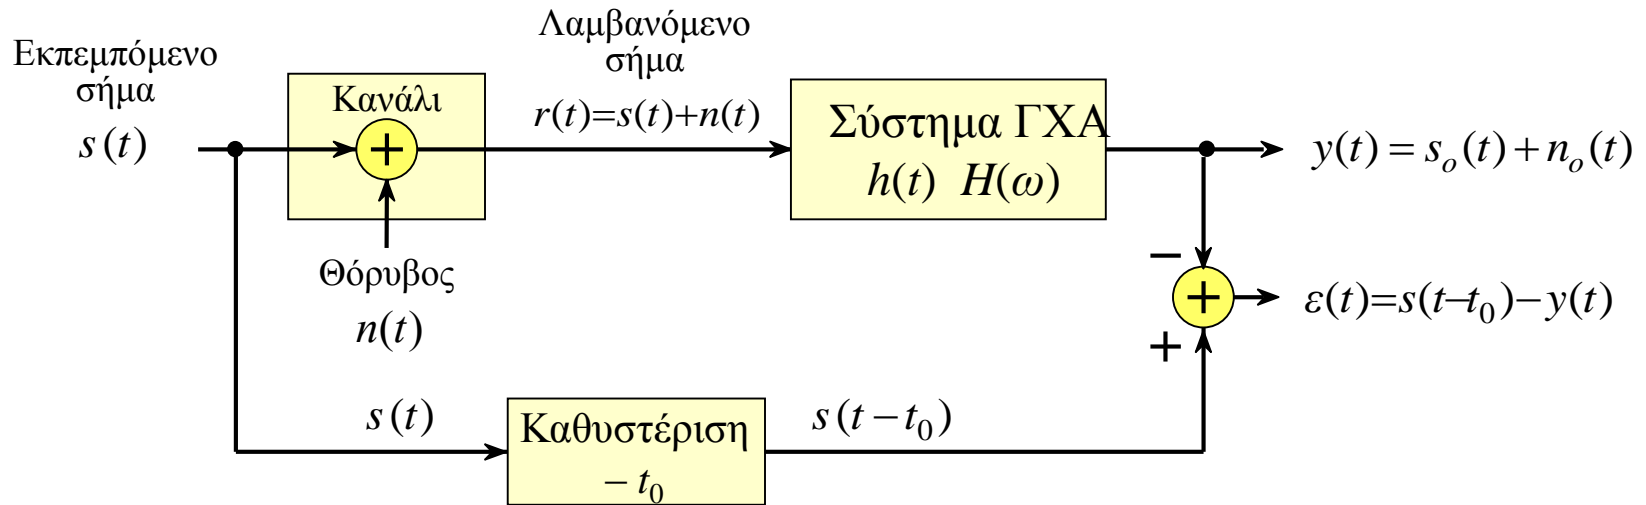 Εκπεμπόμενο
σήμα
s(t)
Κανάλι
+
Θόρυβος
n(t)
Λαμβανόμενο
σήμα
r(t)=s(t)+n(t)
Σύστημα ΓΧΑ
h(t) H(ω)
y(t) = s_o(t) + n_o(t)
−
+
+
ε(t)=s(t−t_0)−y(t)
s(t)
Καθυστέριση
− t_0
s(t − t_0)